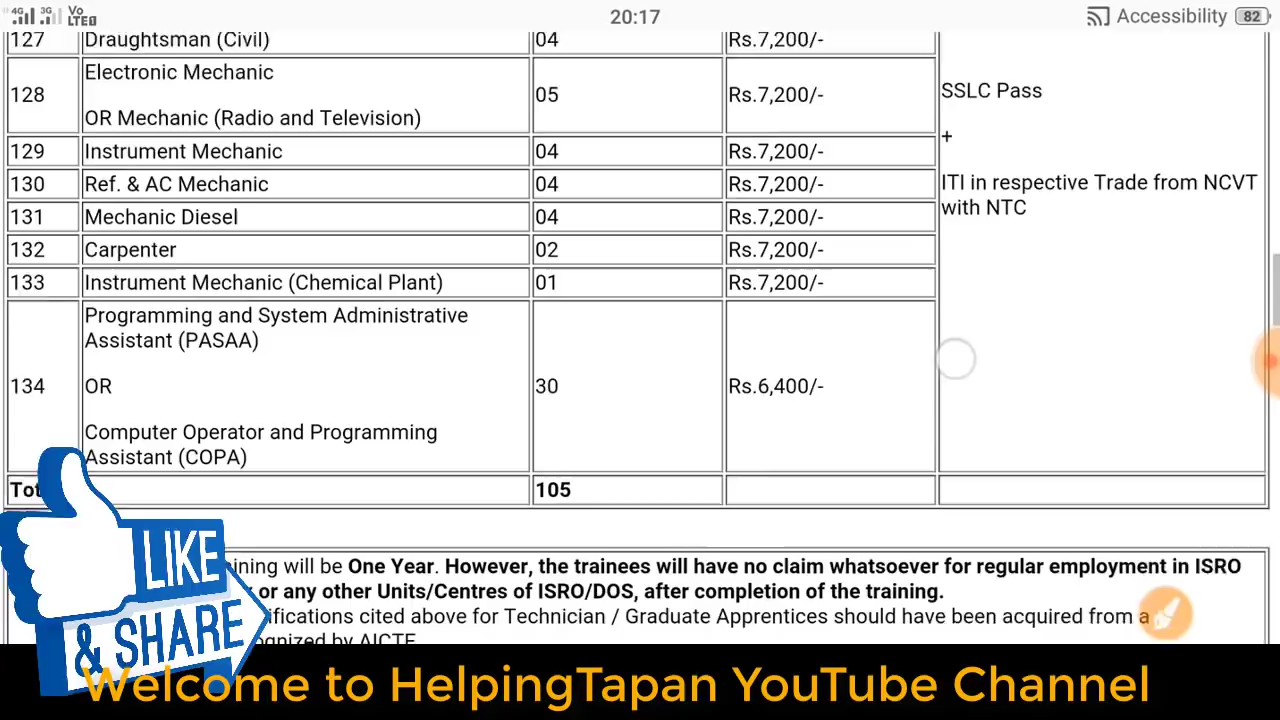 4G 3G Vo LTE 20:17 Accessibility 82
127 Draughtsman (Civil) 04 Rs.7,200/-
128 Electronic Mechanic
OR Mechanic (Radio and Television) 05 Rs.7,200/-
129 Instrument Mechanic 04 Rs.7,200/-
130 Ref. & AC Mechanic 04 Rs.7,200/-
131 Mechanic Diesel 04 Rs.7,200/-
132 Carpenter 02 Rs.7,200/-
133 Instrument Mechanic (Chemical Plant) 01 Rs.7,200/-
134 Programming and System Administrative
Assistant (PASAA)
OR
Computer Operator and Programming
Assistant (COPA) 30 Rs.6,400/-
SSLC Pass
+
ITI in respective Trade from NCVT
with NTC
105
will be One Year. However, the trainees will have no claim whatsoever for regular employment in ISRO
or any other Units/Centres of ISRO/DOS, after completion of the training.
cited above for Technician / Graduate Apprentices should have been acquired from a
by AICTE
LIKE
& SHARE
Welcome to HelpingTapan YouTube Channel